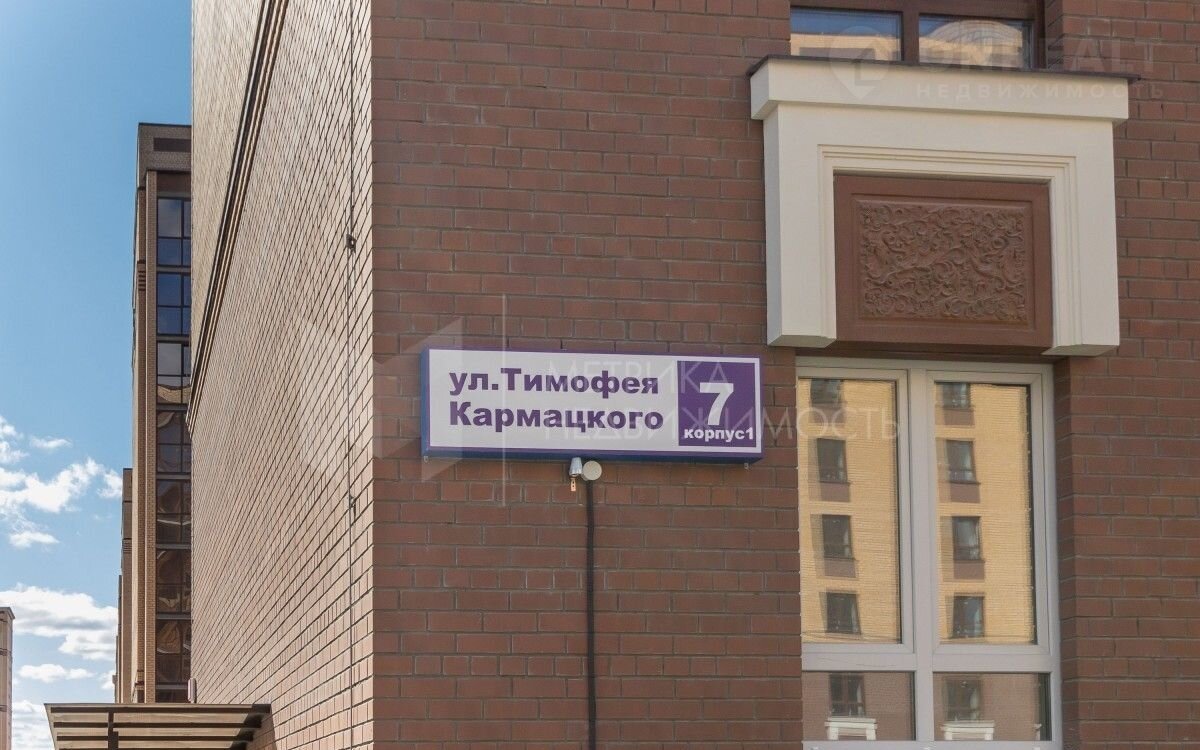 ул.Тимофея
Кармацкого
7
корпус1
НЕДВИЖИМОСТЬ
МЕТРИКА
НЕДВИЖИМОСТЬ